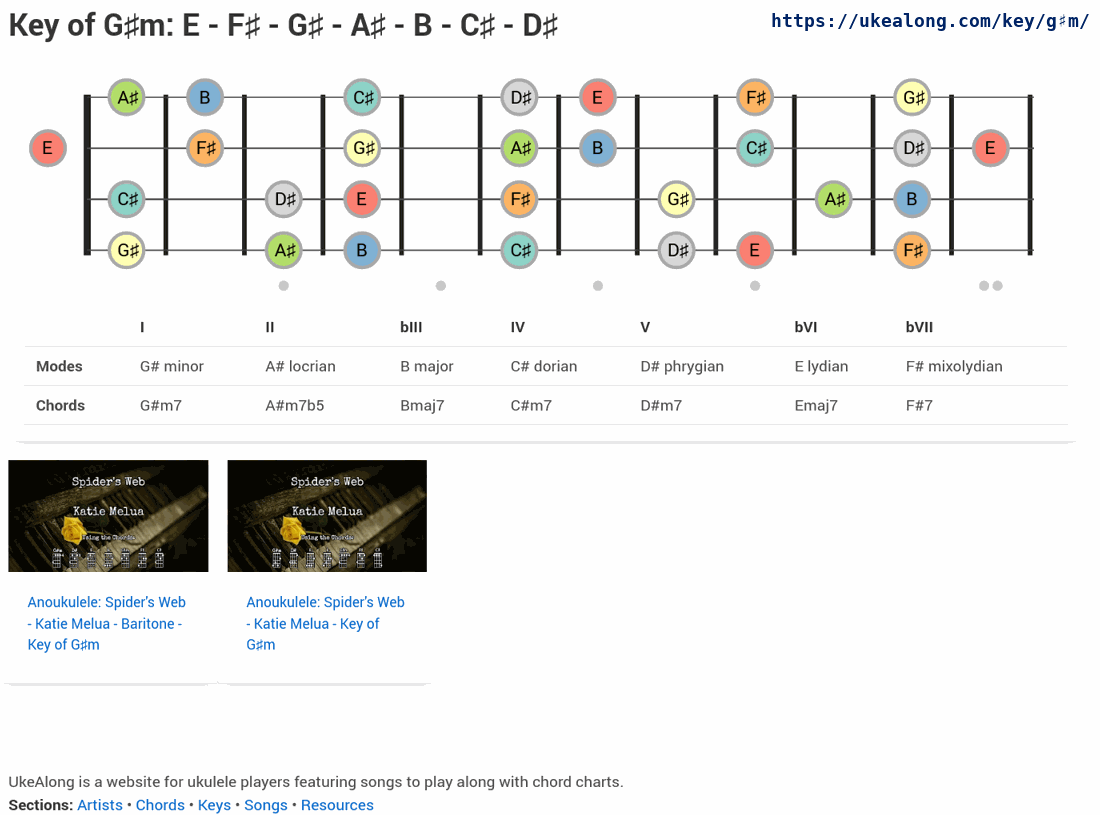 Key of G♯m: E - F♯ - G♯ - A♯ - B - C♯ - D♯
https://ukealong.com/key/g♯m/
A♯ B C♯ D♯ E F♯ G♯
E F♯ G♯ A♯ B C♯ D♯ E
C♯ D♯ E F♯ G♯ A♯ B
G♯ A♯ B C♯ D♯ E F♯
I II bIII IV V bVI bVII
Modes G# minor A# locrian B major C# dorian D# phrygian E lydian F# mixolydian
Chords G#m7 A#m7b5 Bmaj7 C#m7 D#m7 Emaj7 F#7
Spider's Web
Katie Melua
Using the Chords:
Spider's Web
Katie Melua
Using the Chords:
Anoukulele: Spider's Web
- Katie Melua - Baritone -
Key of G♯m
Anoukulele: Spider's Web
- Katie Melua - Key of
G♯m
UkeAlong is a website for ukulele players featuring songs to play along with chord charts.
Sections: Artists • Chords • Keys • Songs • Resources